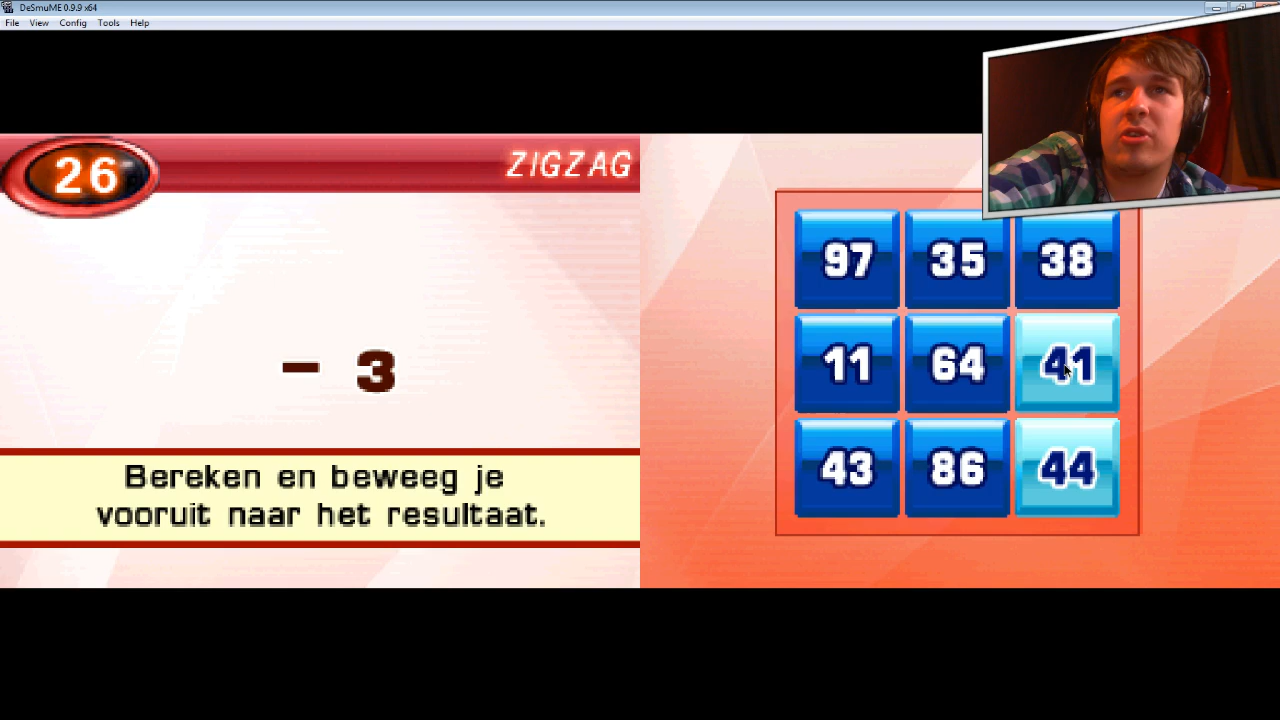 DeSmuME 0.9.9 x64
File View Config Tools Help
26
ZIGZAG
- 3
Bereken en beweeg je
vooruit naar het resultaat.
97 35 38
11 64 41
43 86 44